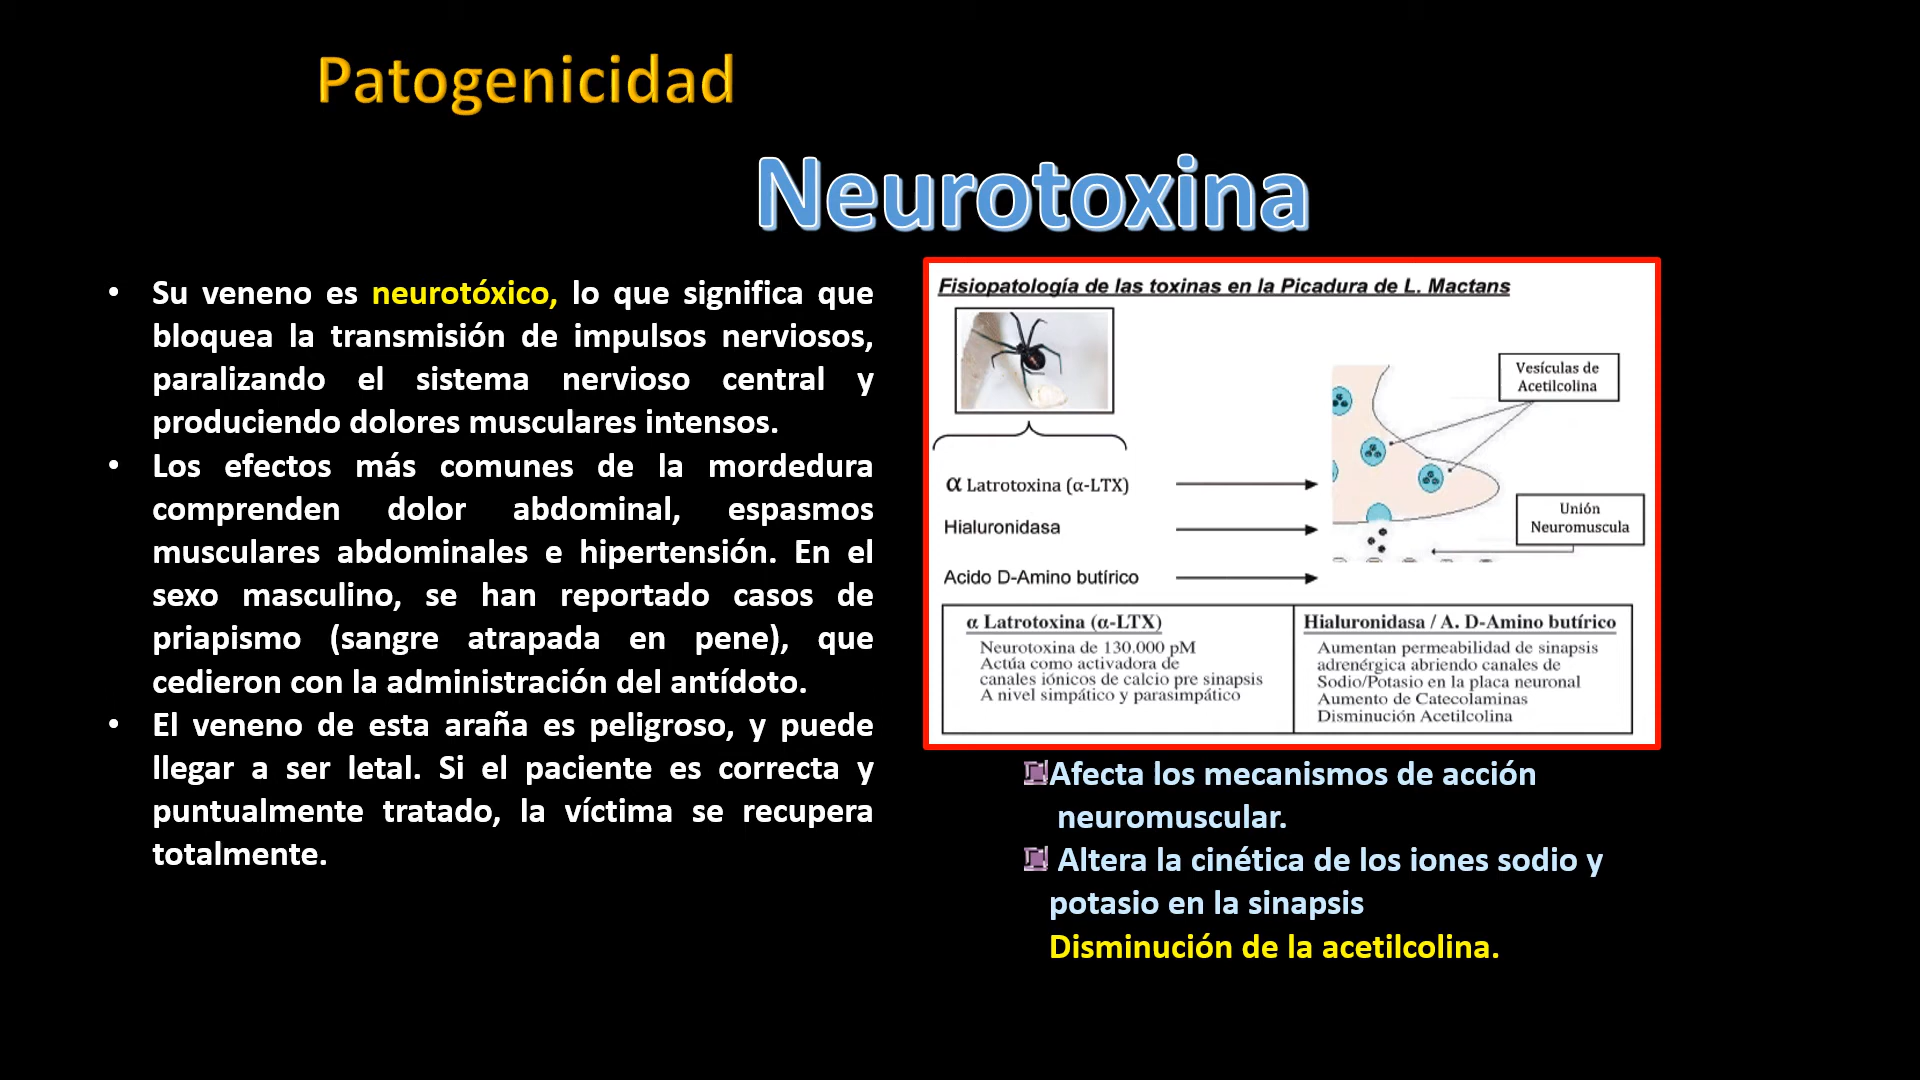 Patogenicidad
Neurotoxina
• Su veneno es neurotóxico, lo que significa que
bloquea la transmisión de impulsos nerviosos,
paralizando el sistema nervioso central y
produciendo dolores musculares intensos.
• Los efectos más comunes de la mordedura
comprenden dolor abdominal, espasmos
musculares abdominales e hipertensión. En el
sexo masculino, se han reportado casos de
priapismo (sangre atrapada en pene), que
cedieron con la administración del antídoto.
• El veneno de esta araña es peligroso, y puede
llegar a ser letal. Si el paciente es correcta y
puntualmente tratado, la víctima se recupera
totalmente.
Fisiopatología de las toxinas en la Picadura de L. Mactans
Vesículas de
Acetilcolina
α Latrotoxina (α-LTX)
Hialuronidasa
Acido D-Amino butírico
Unión
Neuromuscula
α Latrotoxina (α-LTX)
Neurotoxina de 130.000 pM
Actúa como activadora de
canales iónicos de calcio pre sinapsis
A nivel simpático y parasimpático
Hialuronidasa / A. D-Amino butírico
Aumentan permeabilidad de sinapsis
adrenérgica abriendo canales de
Sodio/Potasio en la placa neuronal
Aumento de Catecolaminas
Disminución Acetilcolina
Afecta los mecanismos de acción
neuromuscular.
Altera la cinética de los iones sodio y
potasio en la sinapsis
Disminución de la acetilcolina.